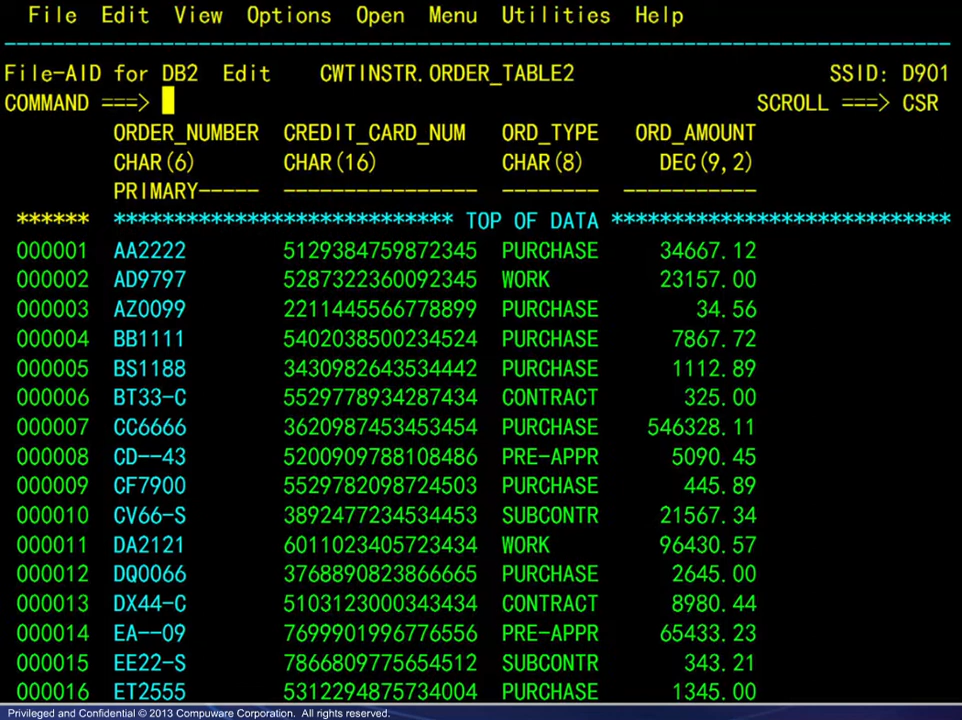 File Edit View Options Open Menu Utilities Help
File-AID for DB2 Edit CWTINSTR.ORDER_TABLE2 SSID: D901
COMMAND ===> SCROLL ===> CSR
ORDER_NUMBER CREDIT_CARD_NUM ORD_TYPE ORD_AMOUNT
CHAR(6) CHAR(16) CHAR(8) DEC(9,2)
PRIMARY----- ---------------- -------- -----------
****** **************************** TOP OF DATA ****************************
000001 AA2222 5129384759872345 PURCHASE 34667.12
000002 AD9797 5287322360092345 WORK 23157.00
000003 AZ0099 2211445566778899 PURCHASE 34.56
000004 BB1111 5402038500234524 PURCHASE 7867.72
000005 BS1188 3430982643534442 PURCHASE 1112.89
000006 BT33-C 5529778934287434 CONTRACT 325.00
000007 CC6666 3620987453453454 PURCHASE 546328.11
000008 CD--43 5200909788108486 PRE-APPR 5090.45
000009 CF7900 5529782098724503 PURCHASE 445.89
000010 CV66-S 3892477234534453 SUBCONTR 21567.34
000011 DA2121 6011023405723434 WORK 96430.57
000012 DQ0066 3768890823866665 PURCHASE 2645.00
000013 DX44-C 5103123000343434 CONTRACT 8980.44
000014 EA--09 7699901996776556 PRE-APPR 65433.23
000015 EE22-S 7866809775654512 SUBCONTR 343.21
000016 ET2555 5312294875734004 PURCHASE 1345.00
Privileged and Confidential © 2013 Compuware Corporation. All rights reserved.